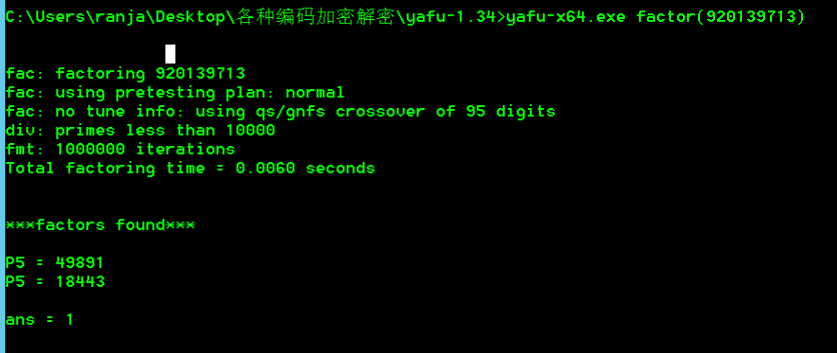 C:\Users\ranja\Desktop\各种编码加密解密\yafu-1.34>yafu-x64.exe factor(920139713)
fac: factoring 920139713
fac: using pretesting plan: normal
fac: no tune info: using qs/gnfs crossover of 95 digits
div: primes less than 10000
fmt: 1000000 iterations
Total factoring time = 0.0060 seconds
***factors found***
P5 = 49891
P5 = 18443
ans = 1